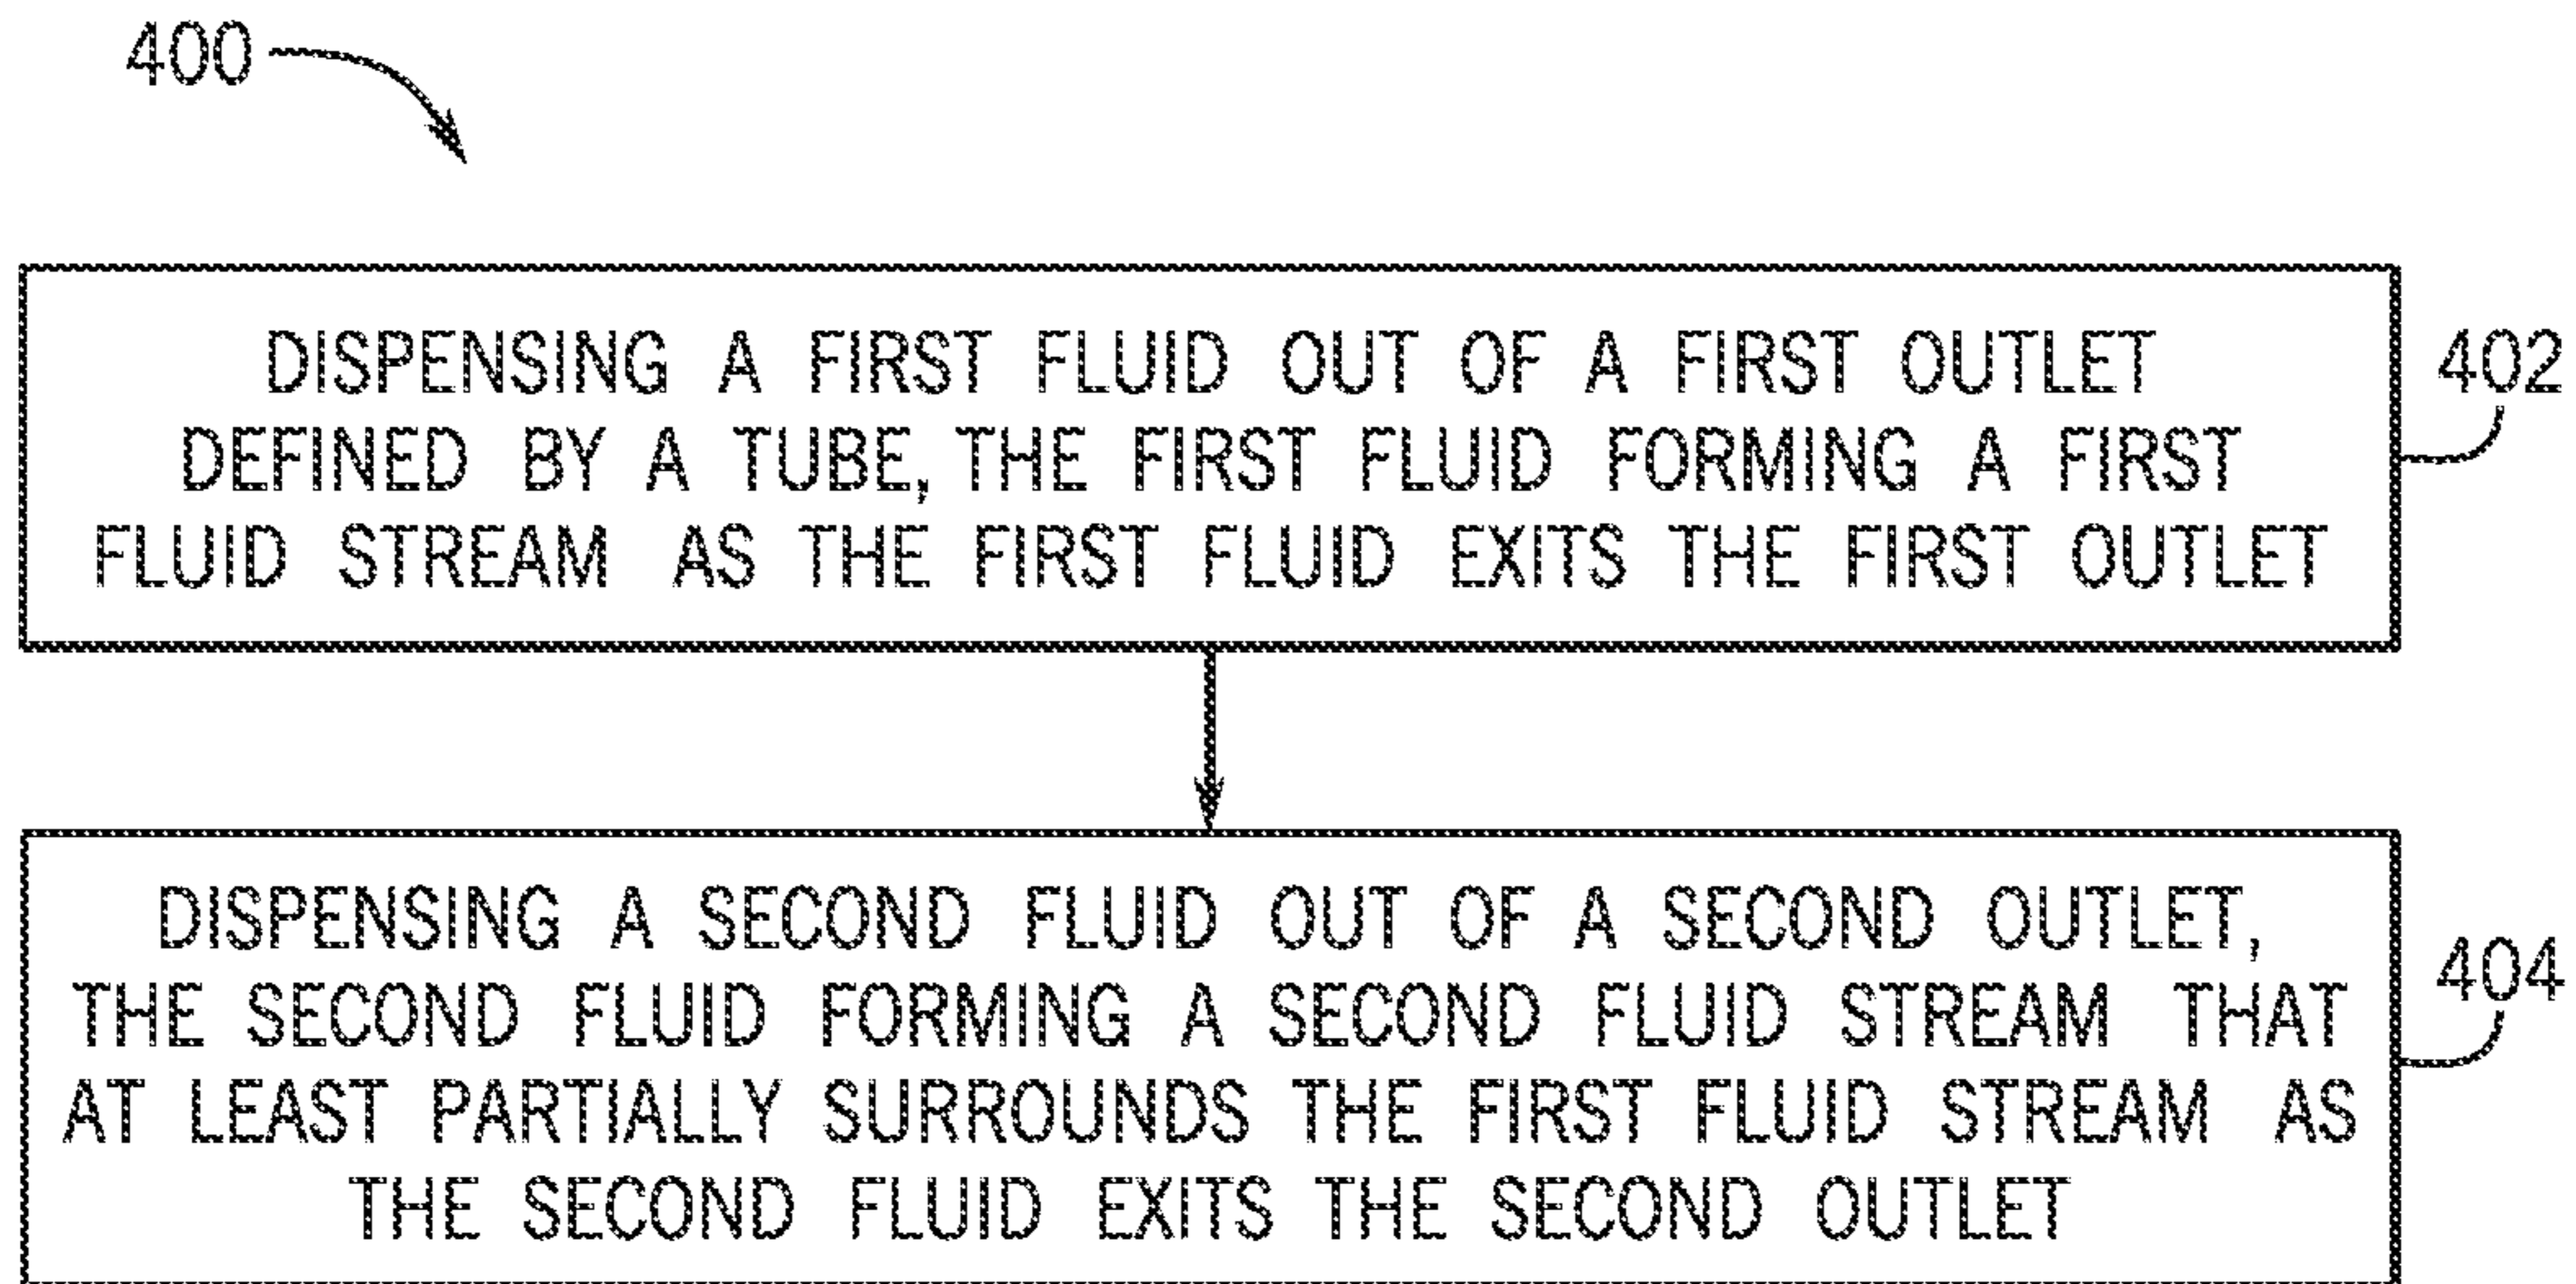 400
DISPENSING A FIRST FLUID OUT OF A FIRST OUTLET
DEFINED BY A TUBE, THE FIRST FLUID FORMING A FIRST
FLUID STREAM AS THE FIRST FLUID EXITS THE FIRST OUTLET
402
DISPENSING A SECOND FLUID OUT OF A SECOND OUTLET,
THE SECOND FLUID FORMING A SECOND FLUID STREAM THAT
AT LEAST PARTIALLY SURROUNDS THE FIRST FLUID STREAM AS
THE SECOND FLUID EXITS THE SECOND OUTLET
404